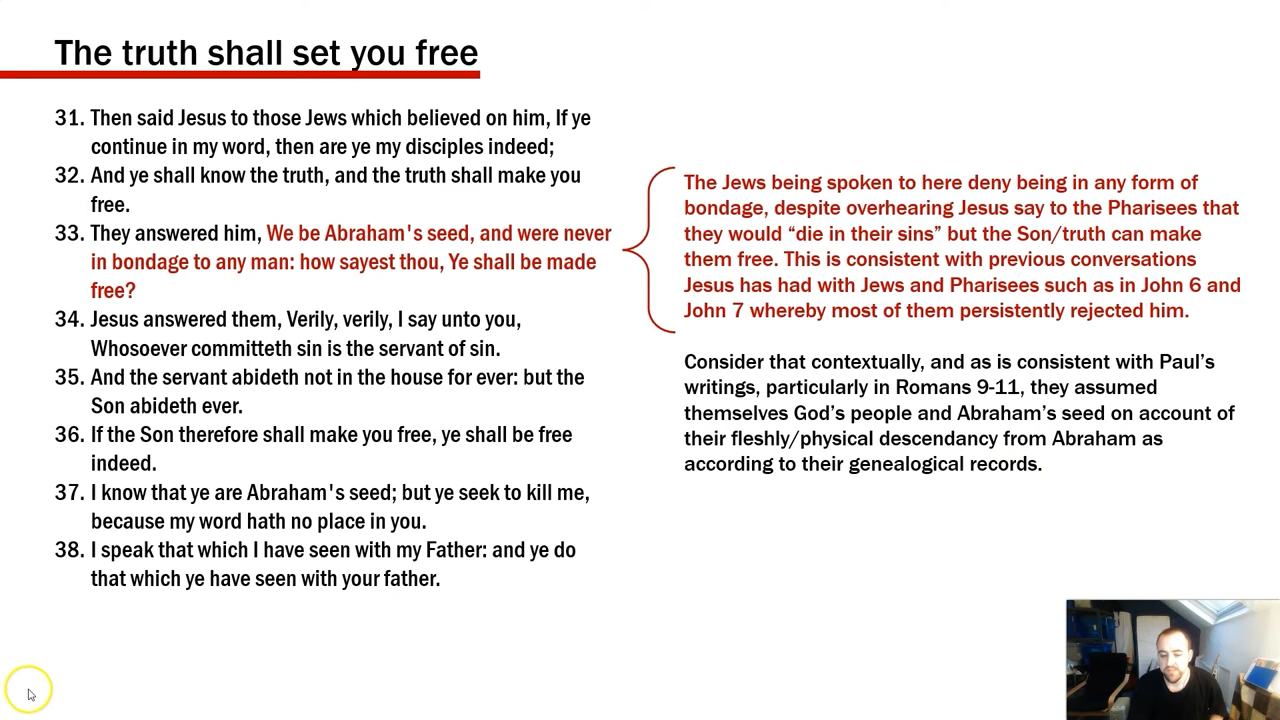 The truth shall set you free
31. Then said Jesus to those Jews which believed on him, If ye
continue in my word, then are ye my disciples indeed;
32. And ye shall know the truth, and the truth shall make you
free.
33. They answered him, We be Abraham's seed, and were never
in bondage to any man: how sayest thou, Ye shall be made
free?
34. Jesus answered them, Verily, verily, I say unto you,
Whosoever committeth sin is the servant of sin.
35. And the servant abideth not in the house for ever: but the
Son abideth ever.
36. If the Son therefore shall make you free, ye shall be free
indeed.
37. I know that ye are Abraham's seed; but ye seek to kill me,
because my word hath no place in you.
38. I speak that which I have seen with my Father: and ye do
that which ye have seen with your father.
The Jews being spoken to here deny being in any form of
bondage, despite overhearing Jesus say to the Pharisees that
they would “die in their sins” but the Son/truth can make
them free. This is consistent with previous conversations
Jesus has had with Jews and Pharisees such as in John 6 and
John 7 whereby most of them persistently rejected him.
Consider that contextually, and as is consistent with Paul’s
writings, particularly in Romans 9-11, they assumed
themselves God’s people and Abraham’s seed on account of
their fleshly/physical descendancy from Abraham as
according to their genealogical records.